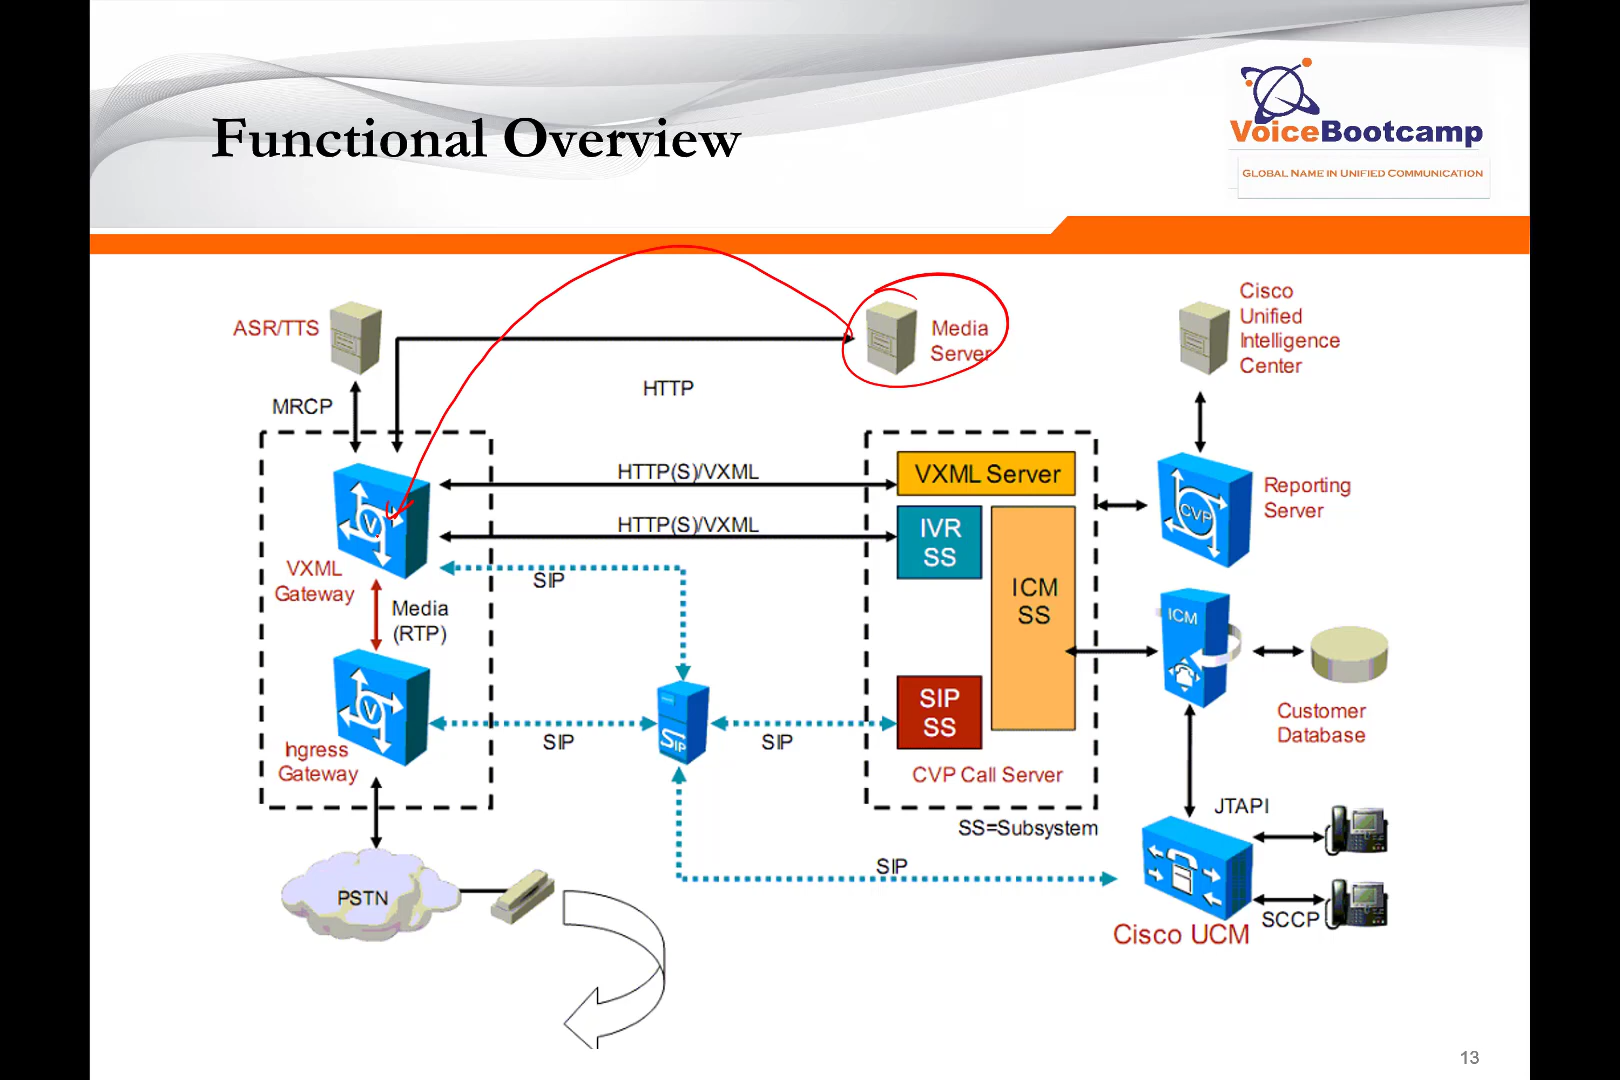 Functional Overview
VoiceBootcamp
GLOBAL NAME IN UNIFIED COMMUNICATION
ASR/TTS
MRCP
Media
Server
HTTP
Cisco
Unified
Intelligence
Center
HTTP(S)/VXML
HTTP(S)/VXML
VXML Server
IVR
SS
ICM
SS
SIP
SS
CVP Call Server
SS=Subsystem
CVP
Reporting
Server
V
VXML
Gateway
SIP
Media
(RTP)
V
Ingress
Gateway
SIP
SIP
SIP
ICM
Customer
Database
JTAPI
SCCP
Cisco UCM
SIP
PSTN
13